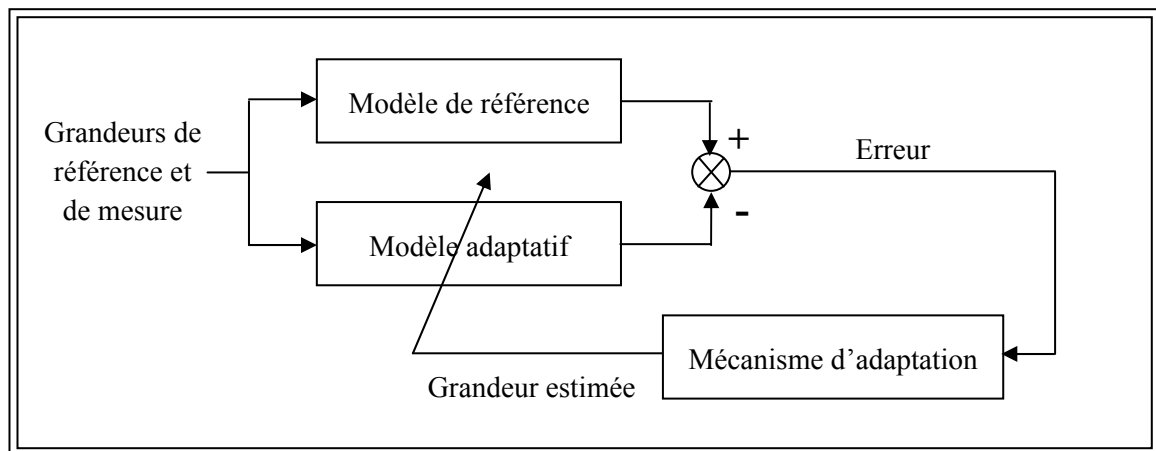 Modèle de référence
Grandeurs de
référence et
de mesure
+
Erreur
-
Modèle adaptatif
Mécanisme d’adaptation
Grandeur estimée